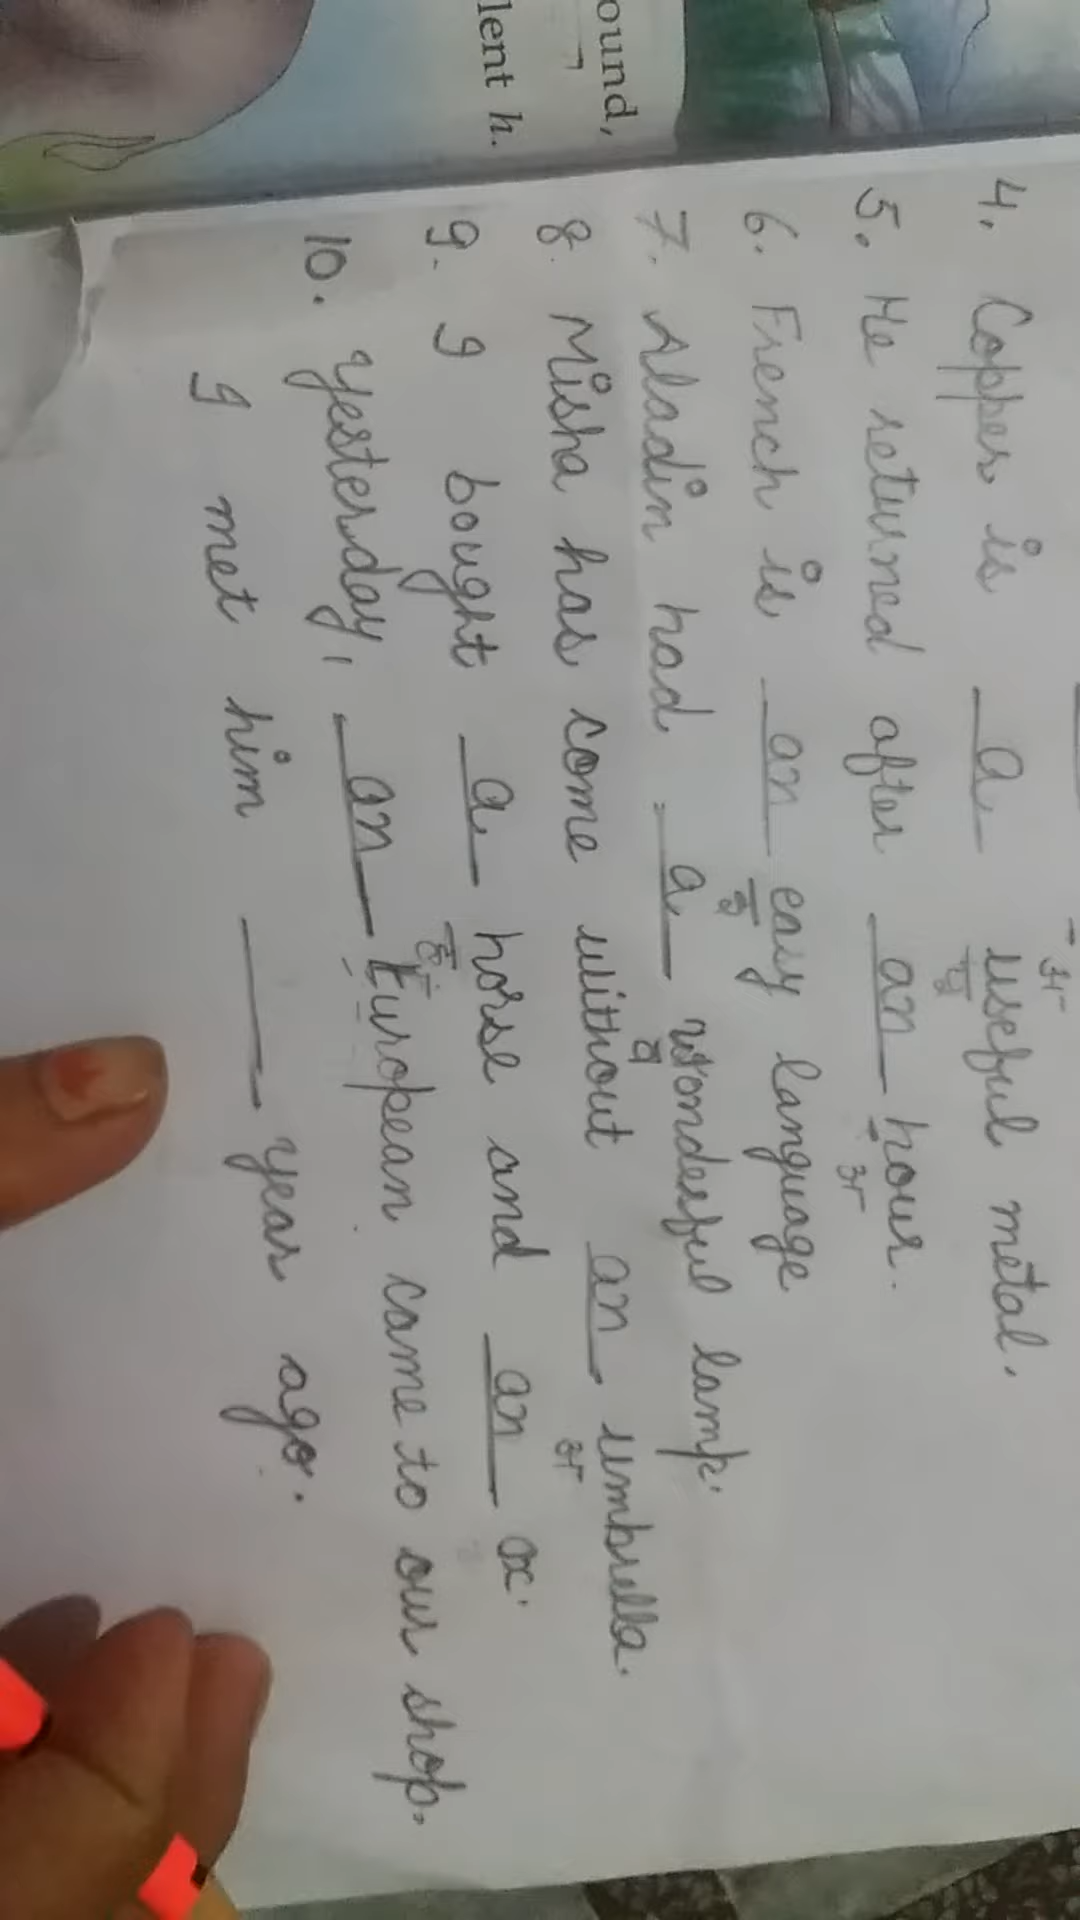 ound,
lent h.
4. Copper is a useful metal.
5. He returned after an hour.
6. French is an easy language
7. Aladin had a wonderful lamp.
8. Misha has come without an umbrella.
9. I bought a horse and an ox.
10. yesterday, an European came to our shop.
I met him ____ year ago.